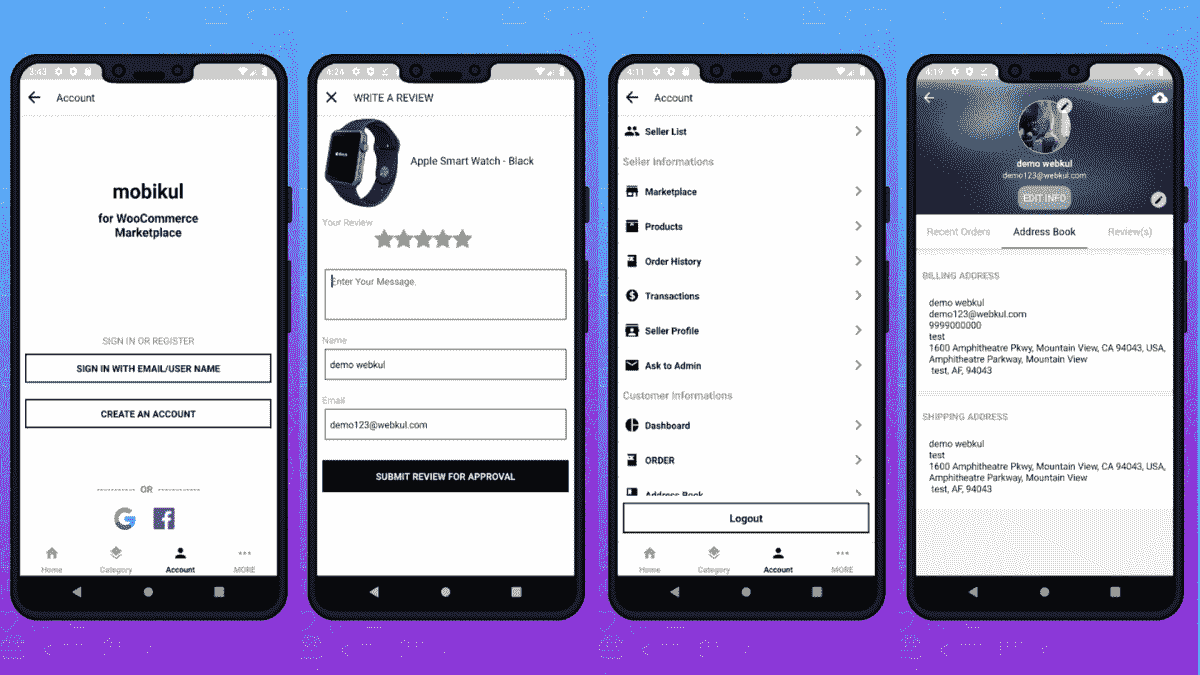 3:43
Account
mobikul
for WooCommerce
Marketplace
SIGN IN OR REGISTER
SIGN IN WITH EMAIL/USER NAME
CREATE AN ACCOUNT
OR
Home
Category
Account
MORE
4:24
WRITE A REVIEW
Apple Smart Watch - Black
Your Review
Enter Your Message.
Name
demo webkul
Email
demo123@webkul.com
SUBMIT REVIEW FOR APPROVAL
4:11
Account
Seller List
Seller Informations
Marketplace
Products
Order History
Transactions
Seller Profile
Ask to Admin
Customer Informations
Dashboard
ORDER
Address Book
Logout
Home
Category
Account
MORE
4:19
demo webkul
demo123@webkul.com
EDIT INFO
Recent Orders
Address Book
Review(s)
BILLING ADDRESS
demo webkul
demo123@webkul.com
9999000000
test
1600 Amphitheatre Pkwy, Mountain View, CA 94043, USA,
Amphitheatre Parkway, Mountain View
test, AF, 94043
SHIPPING ADDRESS
demo webkul
test
1600 Amphitheatre Pkwy, Mountain View, CA 94043, USA,
Amphitheatre Parkway, Mountain View
test, AF, 94043